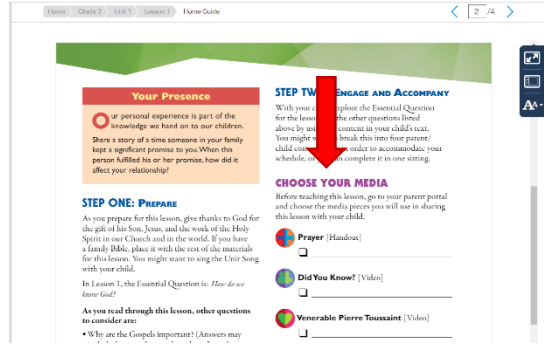 Home Grade 3 Unit 1 Lesson 1 Home Guide
2 /4
Your Presence
Our personal experience is part of the
knowledge we hand on to our children.
Share a story of a time someone in your family
kept a significant promise to you. When this
person fulfilled his or her promise, how did it
affect your relationship?
STEP ONE: PREPARE
As you prepare for this lesson, give thanks to God for
the gift of his Son, Jesus, and the work of the Holy
Spirit in our Church and in the world. If you have
a family Bible, place it with the rest of the materials
for this lesson. You might want to sing the Unit Song
with your child.
In Lesson 1, the Essential Question is: How do we
know God?
As you read through this lesson, other questions
to consider are:
• Why are the Gospels important? (Answers may
STEP TW ENGAGE AND ACCOMPANY
With your explore the Essential Question
for the lesson the other questions listed
above by us content in your child's text.
You might w break this into four parent/
child con order to accommodate your
schedule, or complete it in one sitting.
CHOOSE YOUR MEDIA
Before teaching this lesson, go to your parent portal
and choose the media pieces you will use in sharing
this lesson with your child.
Prayer [Handout]
Did You Know? [Video]
Venerable Pierre Toussaint [Video]
AA